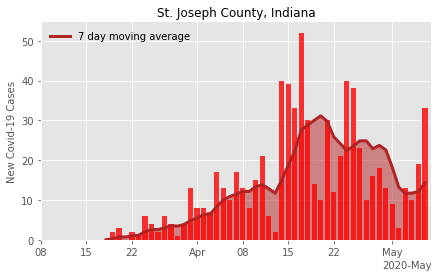 St. Joseph County, Indiana
7 day moving average
New Covid-19 Cases
50
40
30
20
10
0
08 15 22 Apr 08 15 22 May
2020-May